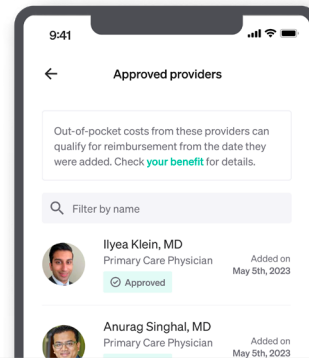 9:41
Approved providers
Out-of-pocket costs from these providers can
qualify for reimbursement from the date they
were added. Check your benefit for details.
Filter by name
Ilyea Klein, MD
Primary Care Physician
Added on
May 5th, 2023
Approved
Anurag Singhal, MD
Primary Care Physician
Added on
May 5th, 2023